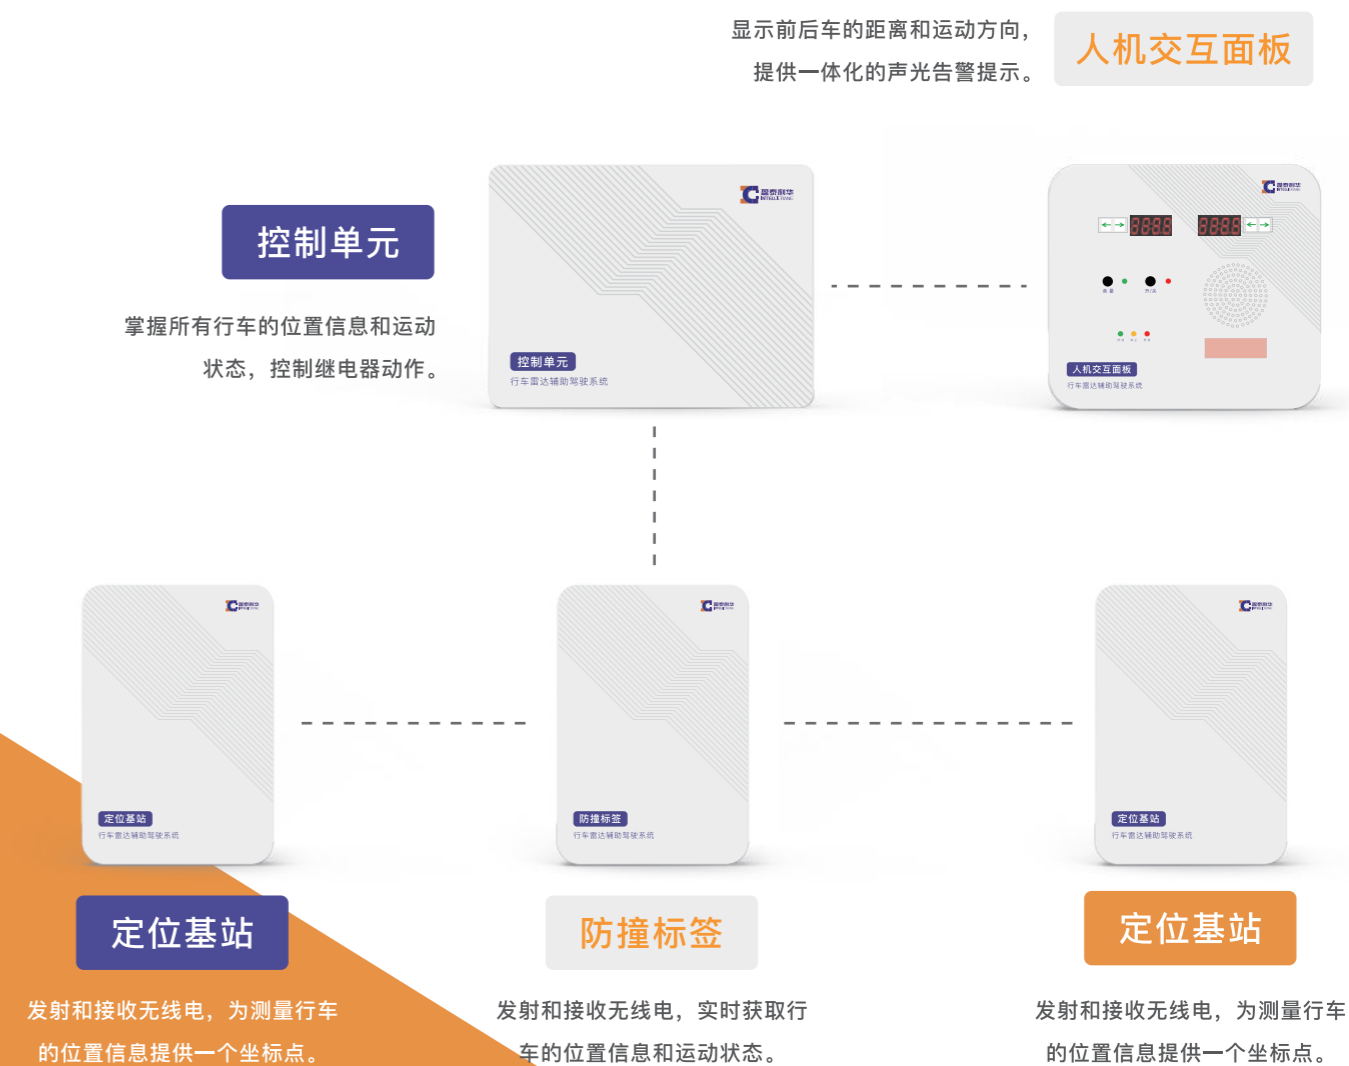 显示前后车的距离和运动方向，
提供一体化的声光告警提示。
人机交互面板
控制单元
掌握所有行车的位置信息和运动
状态，控制继电器动作。
控制单元
行车雷达辅助驾驶系统
人机交互面板
行车雷达辅助驾驶系统
定位基站
行车雷达辅助驾驶系统
防撞标签
行车雷达辅助驾驶系统
定位基站
行车雷达辅助驾驶系统
定位基站
发射和接收无线电，为测量行车
的位置信息提供一个坐标点。
防撞标签
发射和接收无线电，实时获取行
车的位置信息和运动状态。
定位基站
发射和接收无线电，为测量行车
的位置信息提供一个坐标点。